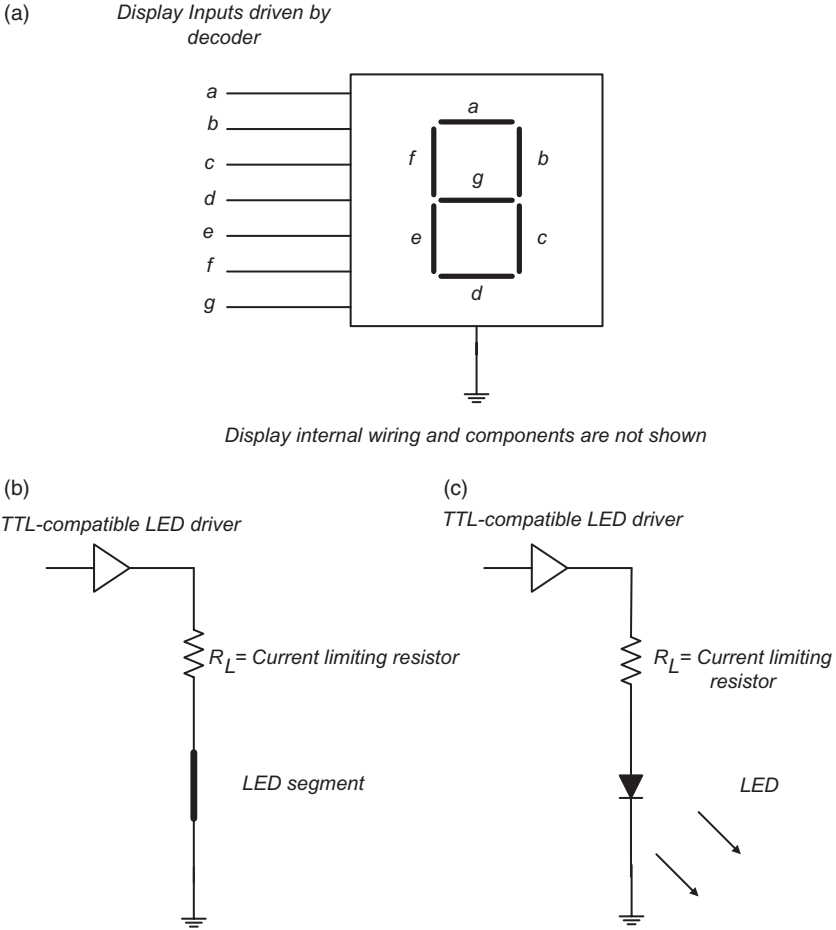 (a)
Display Inputs driven by
decoder
a
b
c
d
e
f
g
a
f
b
g
e
c
d
Display internal wiring and components are not shown
(b)
TTL-compatible LED driver
RL= Current limiting resistor
LED segment
(c)
TTL-compatible LED driver
RL= Current limiting
resistor
LED